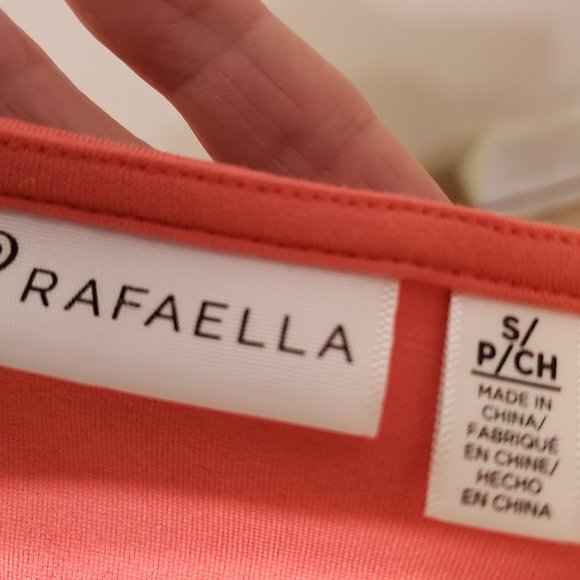 RAFAELLA
S/
P/CH
MADE IN
CHINA/
FABRIQUÉ
EN CHINE/
HECHO
EN CHINA